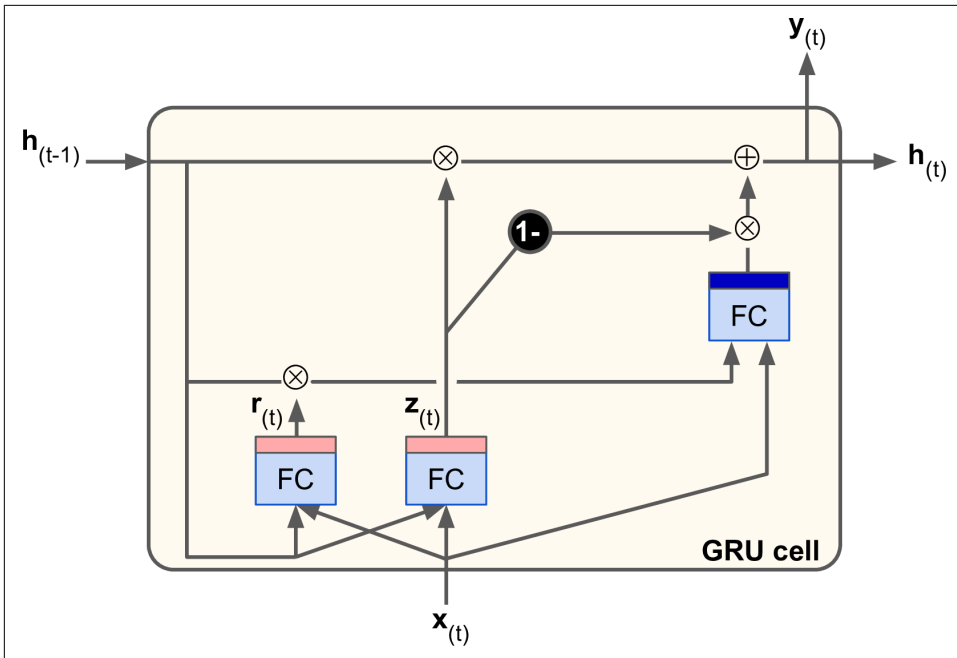 y(t)
h(t-1)
h(t)
1-
FC
r(t)
z(t)
FC
FC
GRU cell
x(t)